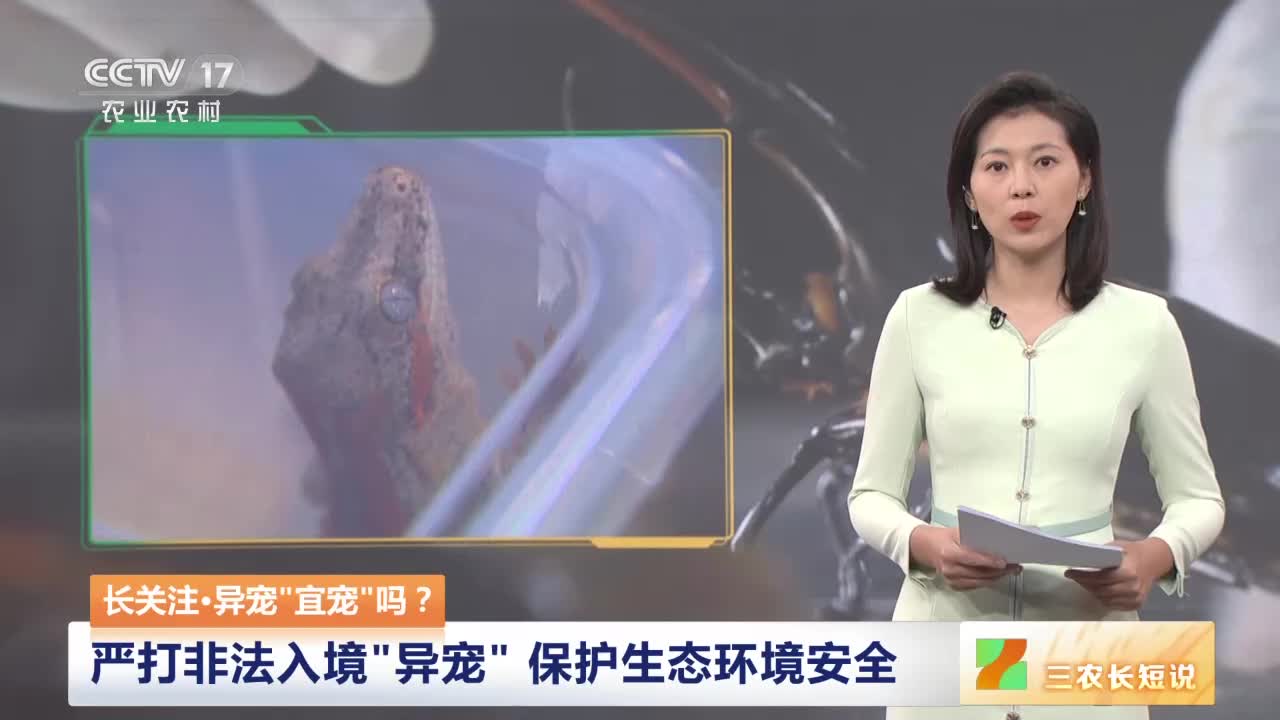 CCTV 17
农业农村
长关注·异宠"宜宠"吗？
严打非法入境"异宠" 保护生态环境安全
三农长短说